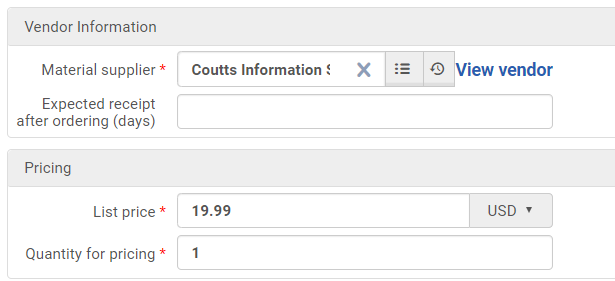 Vendor Information
Material supplier * Coutts Information View vendor
Expected receipt
after ordering (days)
Pricing
List price * 19.99 USD
Quantity for pricing * 1